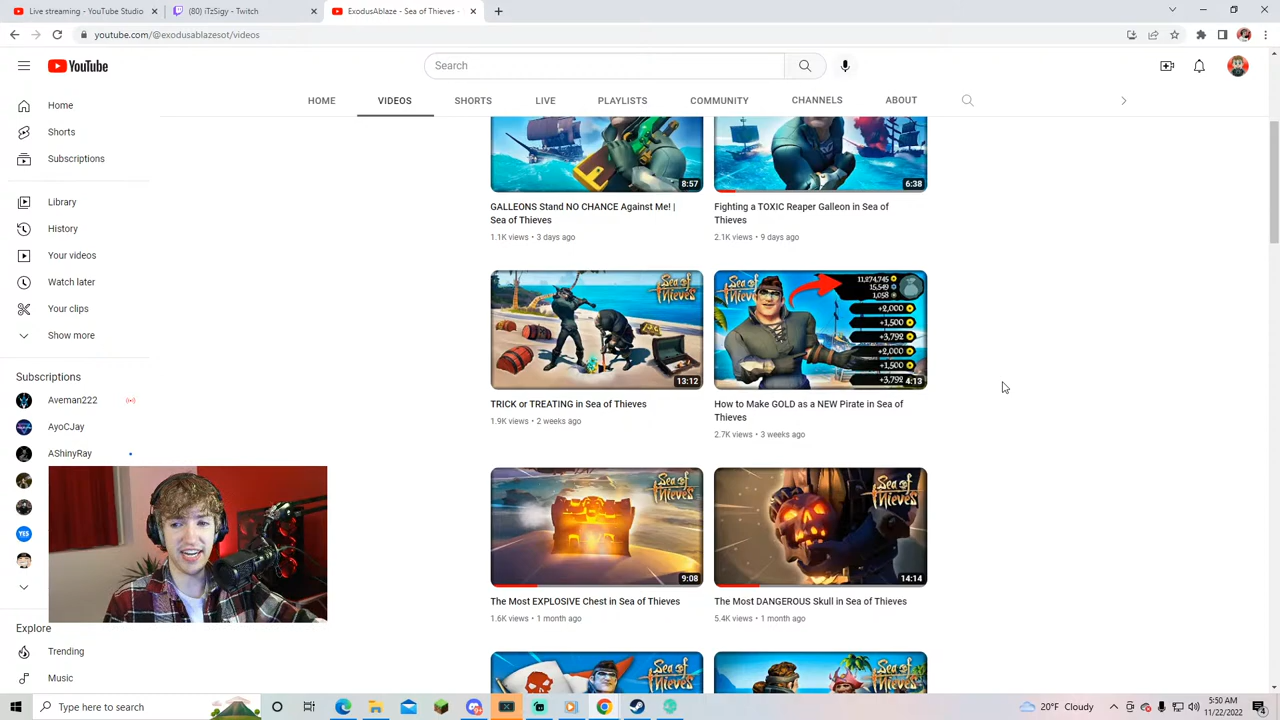 Live streaming - YouTube Studio
(80) iTzSigy - Twitch
ExodusAblaze - Sea of Thieves -
youtube.com/@exodusablazesot/videos
YouTube
Search
HOME VIDEOS SHORTS LIVE PLAYLISTS COMMUNITY CHANNELS ABOUT
Home
Shorts
Subscriptions
Library
History
Your videos
Watch later
Your clips
Show more
Subscriptions
Aveman222
AyoCJay
AShinyRay
YES
Explore
Trending
Music
8:57
GALLEONS Stand NO CHANCE Against Me! |
Sea of Thieves
1.1K views • 3 days ago
6:38
Fighting a TOXIC Reaper Galleon in Sea of
Thieves
2.1K views • 9 days ago
Sea of
Thieves
13:12
TRICK or TREATING in Sea of Thieves
1.9K views • 2 weeks ago
Sea of
Thieves
11,274,745
15,549
1,058
+2,000
+1,500
+3,792
+2,000
+1,500
+3,792
4:13
How to Make GOLD as a NEW Pirate in Sea of
Thieves
2.7K views • 3 weeks ago
Sea of
Thieves
9:08
The Most EXPLOSIVE Chest in Sea of Thieves
1.6K views • 1 month ago
Sea of
Thieves
14:14
The Most DANGEROUS Skull in Sea of Thieves
5.4K views • 1 month ago
Sea of
Thieves
Sea of
Thieves
Type here to search
20°F Cloudy
5:50 AM
11/22/2022
4